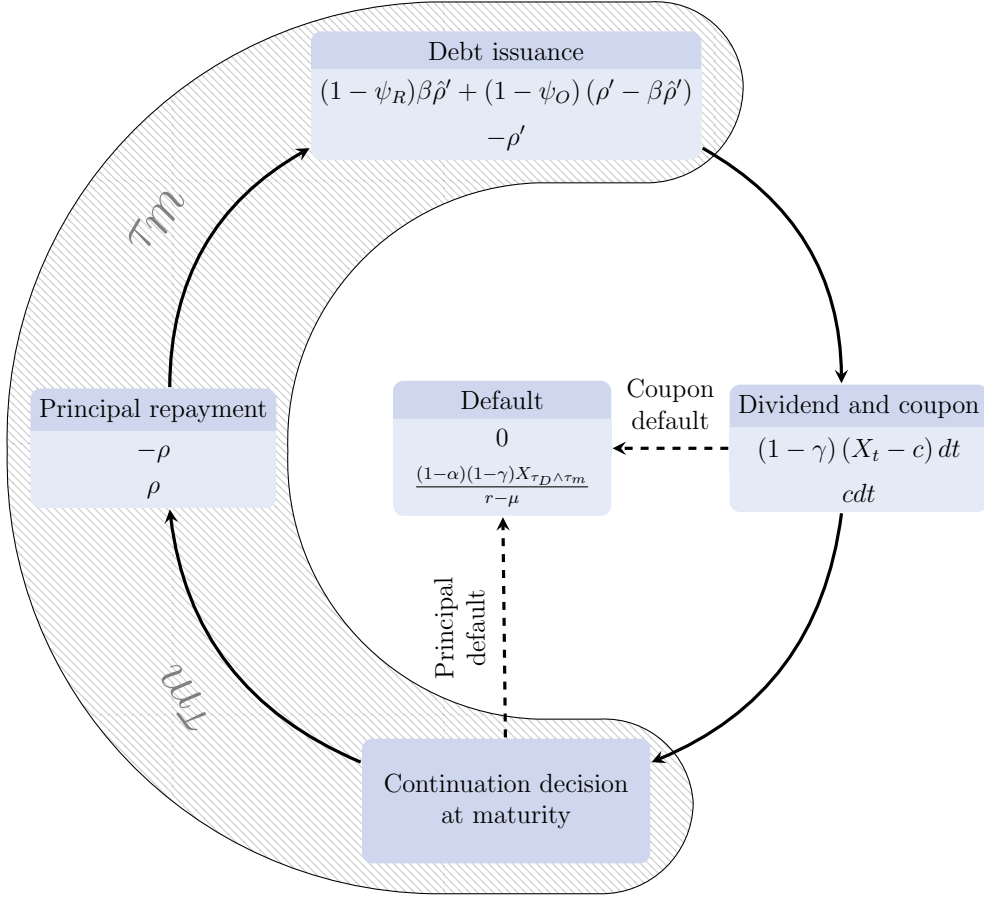 Debt issuance
(1 − ψ_R)βρ̂′ + (1 − ψ_O) (ρ′ − βρ̂′)
−ρ′
τm
Principal repayment
−ρ
ρ
Default
0
\frac{(1−α)(1−γ)X_{τ_D∧τ_m}}{r−μ}
Coupon
default
Dividend and coupon
(1 − γ) (X_t − c) dt
cdt
Principal
default
τm
Continuation decision
at maturity